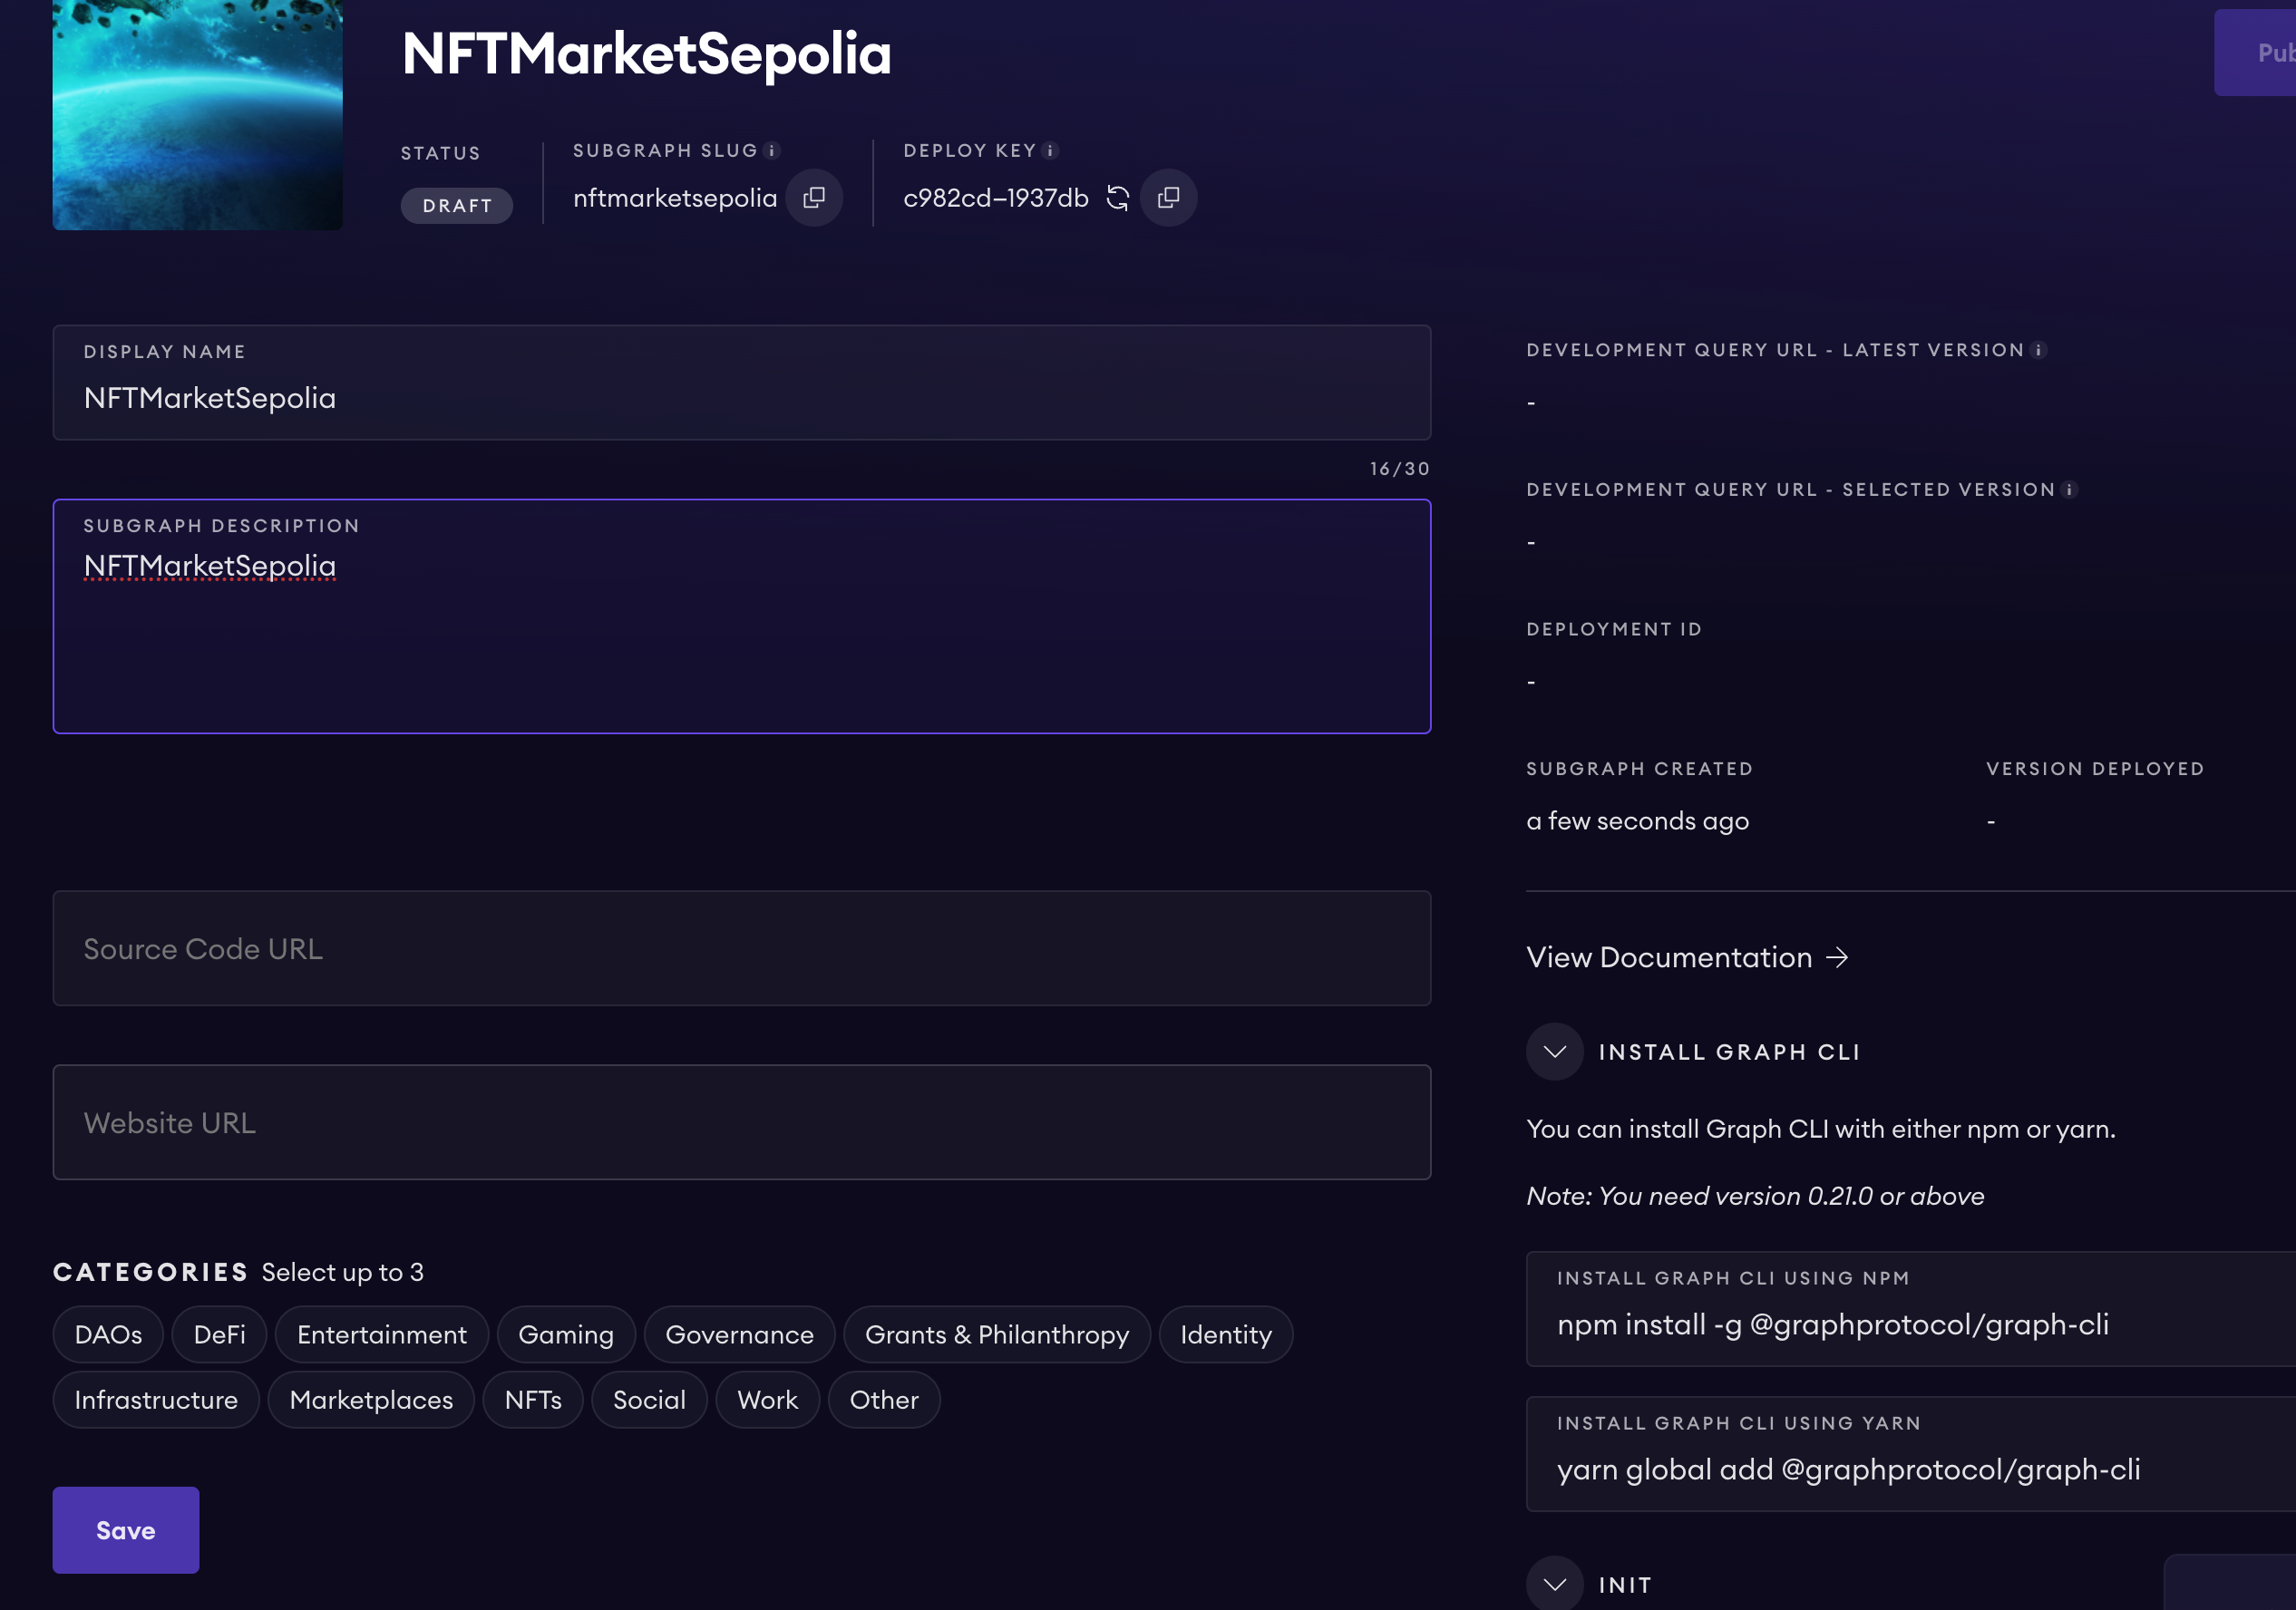 NFTMarketSepolia
Pub
STATUS
SUBGRAPH SLUG
DEPLOY KEY
DRAFT
nftmarketsepolia
c982cd–1937db
DISPLAY NAME
NFTMarketSepolia
16/30
SUBGRAPH DESCRIPTION
NFTMarketSepolia
Source Code URL
Website URL
CATEGORIES Select up to 3
DAOs DeFi Entertainment Gaming Governance Grants & Philanthropy Identity
Infrastructure Marketplaces NFTs Social Work Other
Save
DEVELOPMENT QUERY URL - LATEST VERSION
-
DEVELOPMENT QUERY URL - SELECTED VERSION
-
DEPLOYMENT ID
-
SUBGRAPH CREATED
VERSION DEPLOYED
a few seconds ago
-
View Documentation →
INSTALL GRAPH CLI
You can install Graph CLI with either npm or yarn.
Note: You need version 0.21.0 or above
INSTALL GRAPH CLI USING NPM
npm install -g @graphprotocol/graph-cli
INSTALL GRAPH CLI USING YARN
yarn global add @graphprotocol/graph-cli
INIT